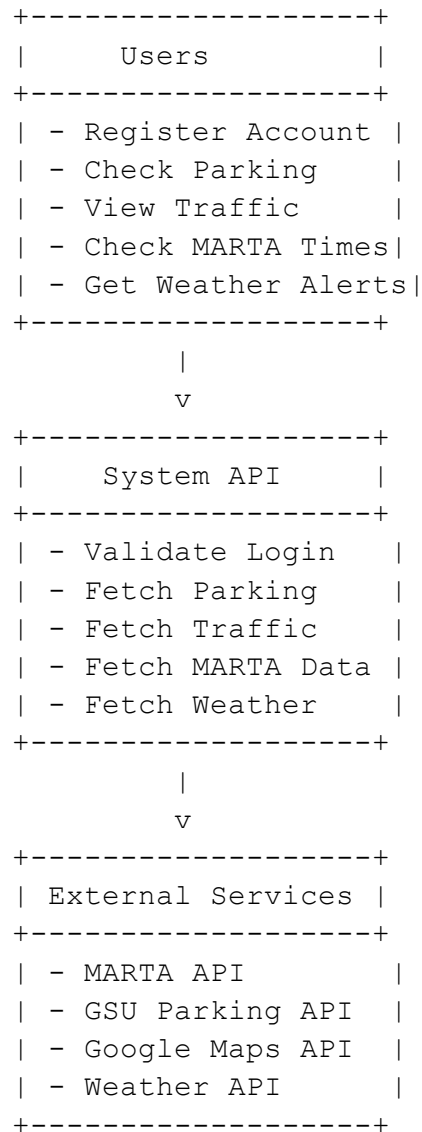 +-------------------+
|      Users          |
+-------------------+
| - Register Account |
| - Check Parking    |
| - View Traffic     |
| - Check MARTA Times|
| - Get Weather Alerts|
+-------------------+
         |
         v
+-------------------+
|     System API     |
+-------------------+
| - Validate Login   |
| - Fetch Parking    |
| - Fetch Traffic    |
| - Fetch MARTA Data |
| - Fetch Weather    |
+-------------------+
         |
         v
+-------------------+
| External Services |
+-------------------+
| - MARTA API        |
| - GSU Parking API  |
| - Google Maps API  |
| - Weather API      |
+-------------------+